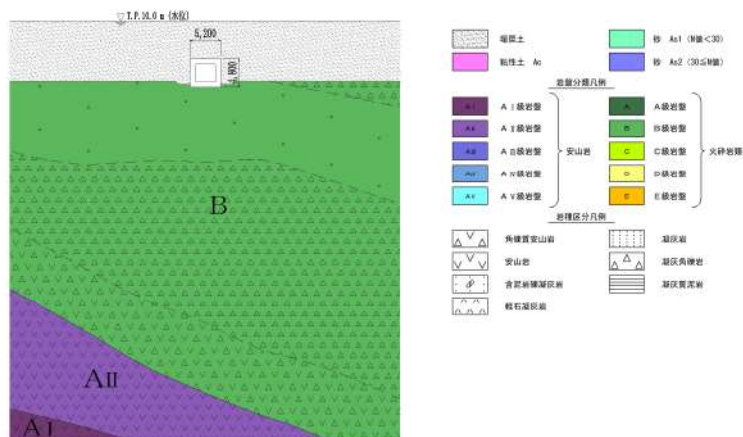 ▽T.P.10.0 m (水位)
5,200
4,800
B
AⅡ
AⅠ
埋戻土
粘性土 Ac
砂 As1 (N値<30)
砂 As2 (30≦N値)
岩盤分類凡例
AⅠ AⅠ級岩盤
AⅡ AⅡ級岩盤
AⅢ AⅢ級岩盤
AⅣ AⅣ級岩盤
AⅤ AⅤ級岩盤
安山岩
A A級岩盤
B B級岩盤
C C級岩盤
D D級岩盤
E E級岩盤
火砕岩類
岩種区分凡例
角礫質安山岩
安山岩
含泥岩礫凝灰岩
軽石凝灰岩
凝灰岩
凝灰角礫岩
凝灰質泥岩